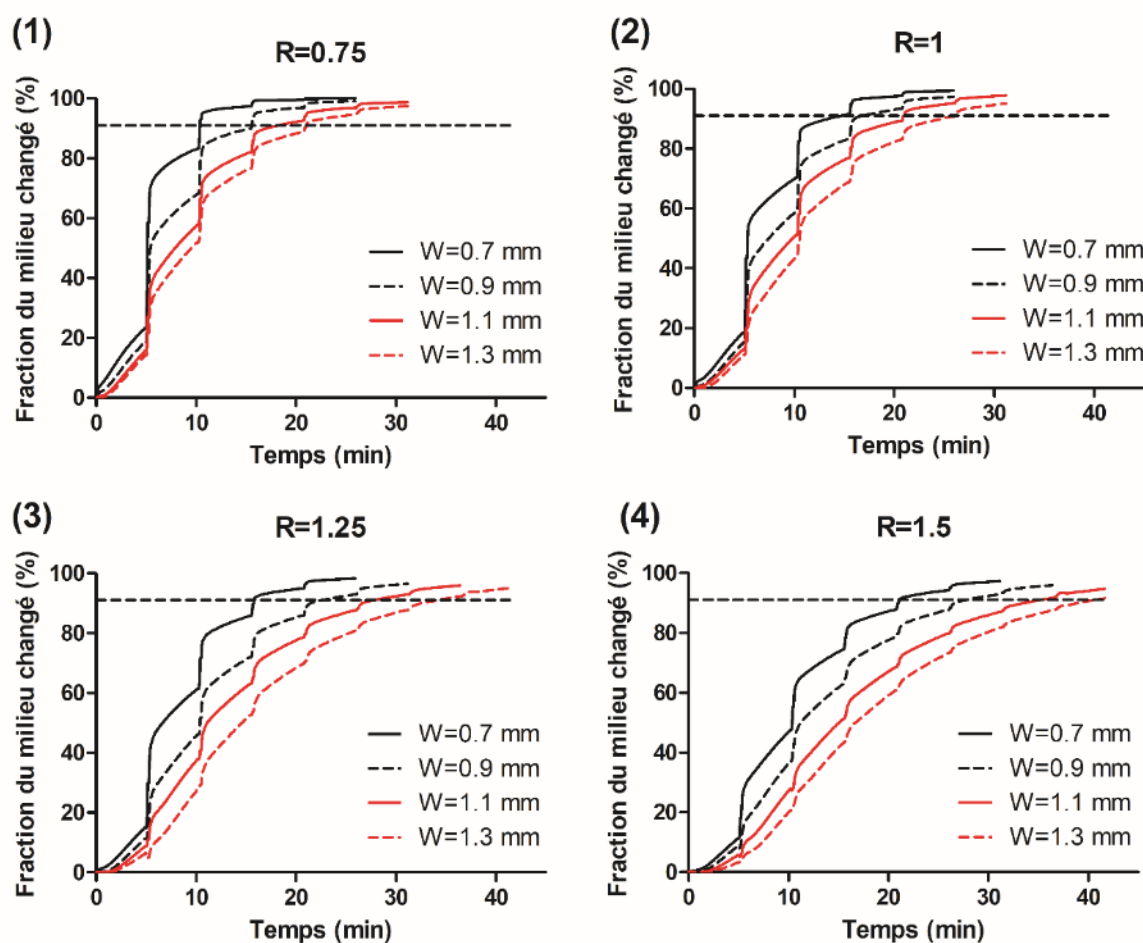 (1)
R=0.75
Fraction du milieu changé (%)
100
80
60
40
20
0
W=0.7 mm
W=0.9 mm
W=1.1 mm
W=1.3 mm
0 10 20 30 40
Temps (min)
(2)
R=1
Fraction du milieu changé (%)
100
80
60
40
20
0
W=0.7 mm
W=0.9 mm
W=1.1 mm
W=1.3 mm
0 10 20 30 40
Temps (min)
(3)
R=1.25
Fraction du milieu changé (%)
100
80
60
40
20
0
W=0.7 mm
W=0.9 mm
W=1.1 mm
W=1.3 mm
0 10 20 30 40
Temps (min)
(4)
R=1.5
Fraction du milieu changé (%)
100
80
60
40
20
0
W=0.7 mm
W=0.9 mm
W=1.1 mm
W=1.3 mm
0 10 20 30 40
Temps (min)